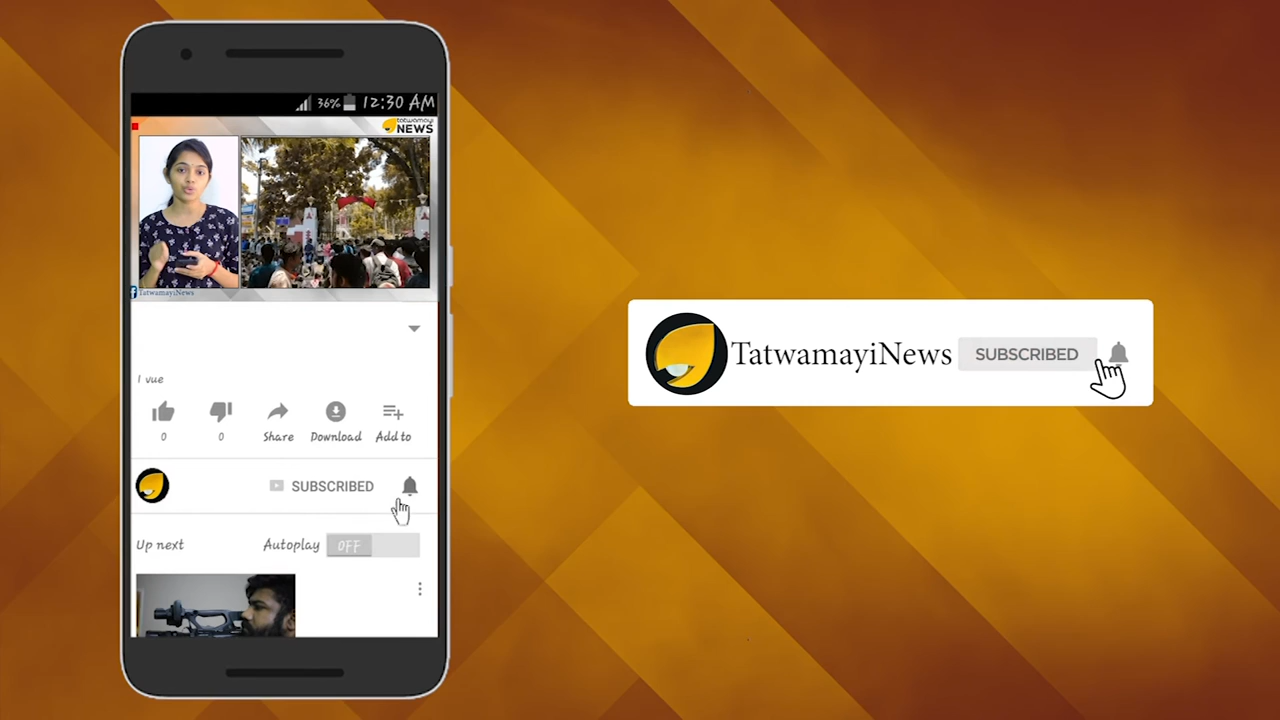 36% 12:30 AM
tatwamayi
NEWS
TatwamayiNews
1 vue
0 0 Share Download Add to
SUBSCRIBED
Up next Autoplay OFF
TatwamayiNews SUBSCRIBED